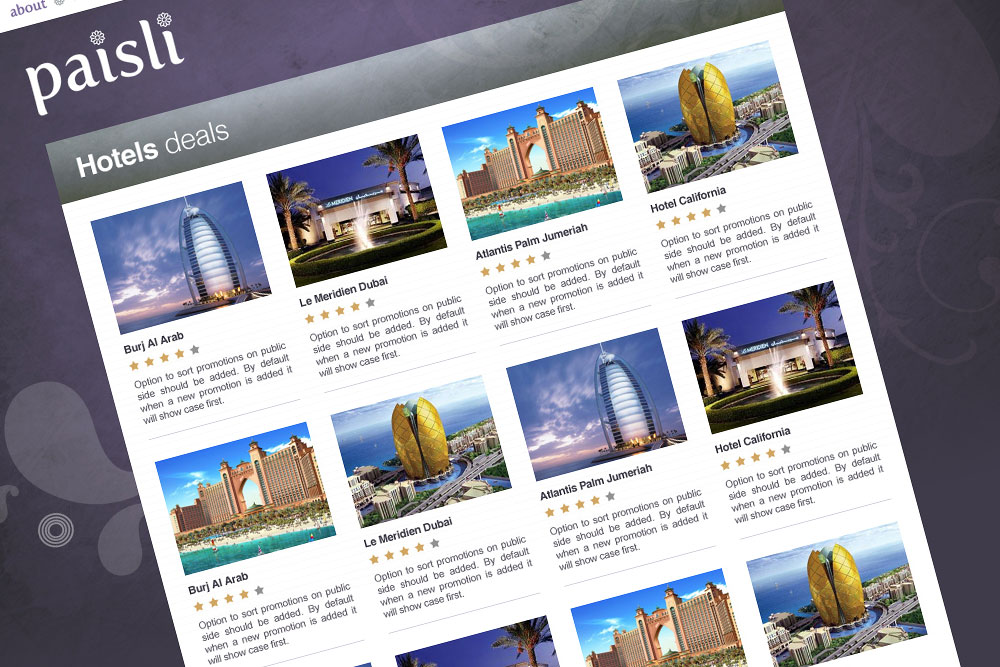 about
paisli
Hotels deals
Burj Al Arab
Option to sort promotions on public
side should be added. By default
when a new promotion is added it
will show case first.
Le Meridien Dubai
Option to sort promotions on public
side should be added. By default
when a new promotion is added it
will show case first.
Atlantis Palm Jumeriah
Option to sort promotions on public
side should be added. By default
when a new promotion is added it
will show case first.
Hotel California
Option to sort promotions on public
side should be added. By default
when a new promotion is added it
will show case first.
Burj Al Arab
Option to sort promotions on public
side should be added. By default
when a new promotion is added it
will show case first.
Le Meridien Dubai
Option to sort promotions on public
side should be added. By default
when a new promotion is added it
will show case first.
Atlantis Palm Jumeriah
Option to sort promotions on public
side should be added. By default
when a new promotion is added it
will show case first.
Hotel California
Option to sort promotions on public
side should be added. By default
when a new promotion is added it
will show case first.